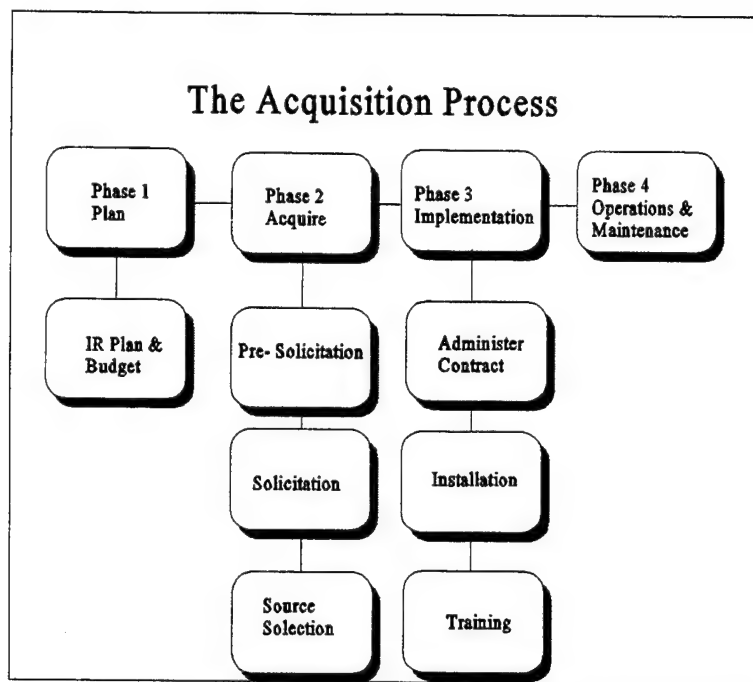 The Acquisition Process
Phase 1
Plan
Phase 2
Acquire
Phase 3
Implementation
Phase 4
Operations &
Maintenance
IR Plan &
Budget
Pre- Solicitation
Administer
Contract
Solicitation
Installation
Source
Solection
Training